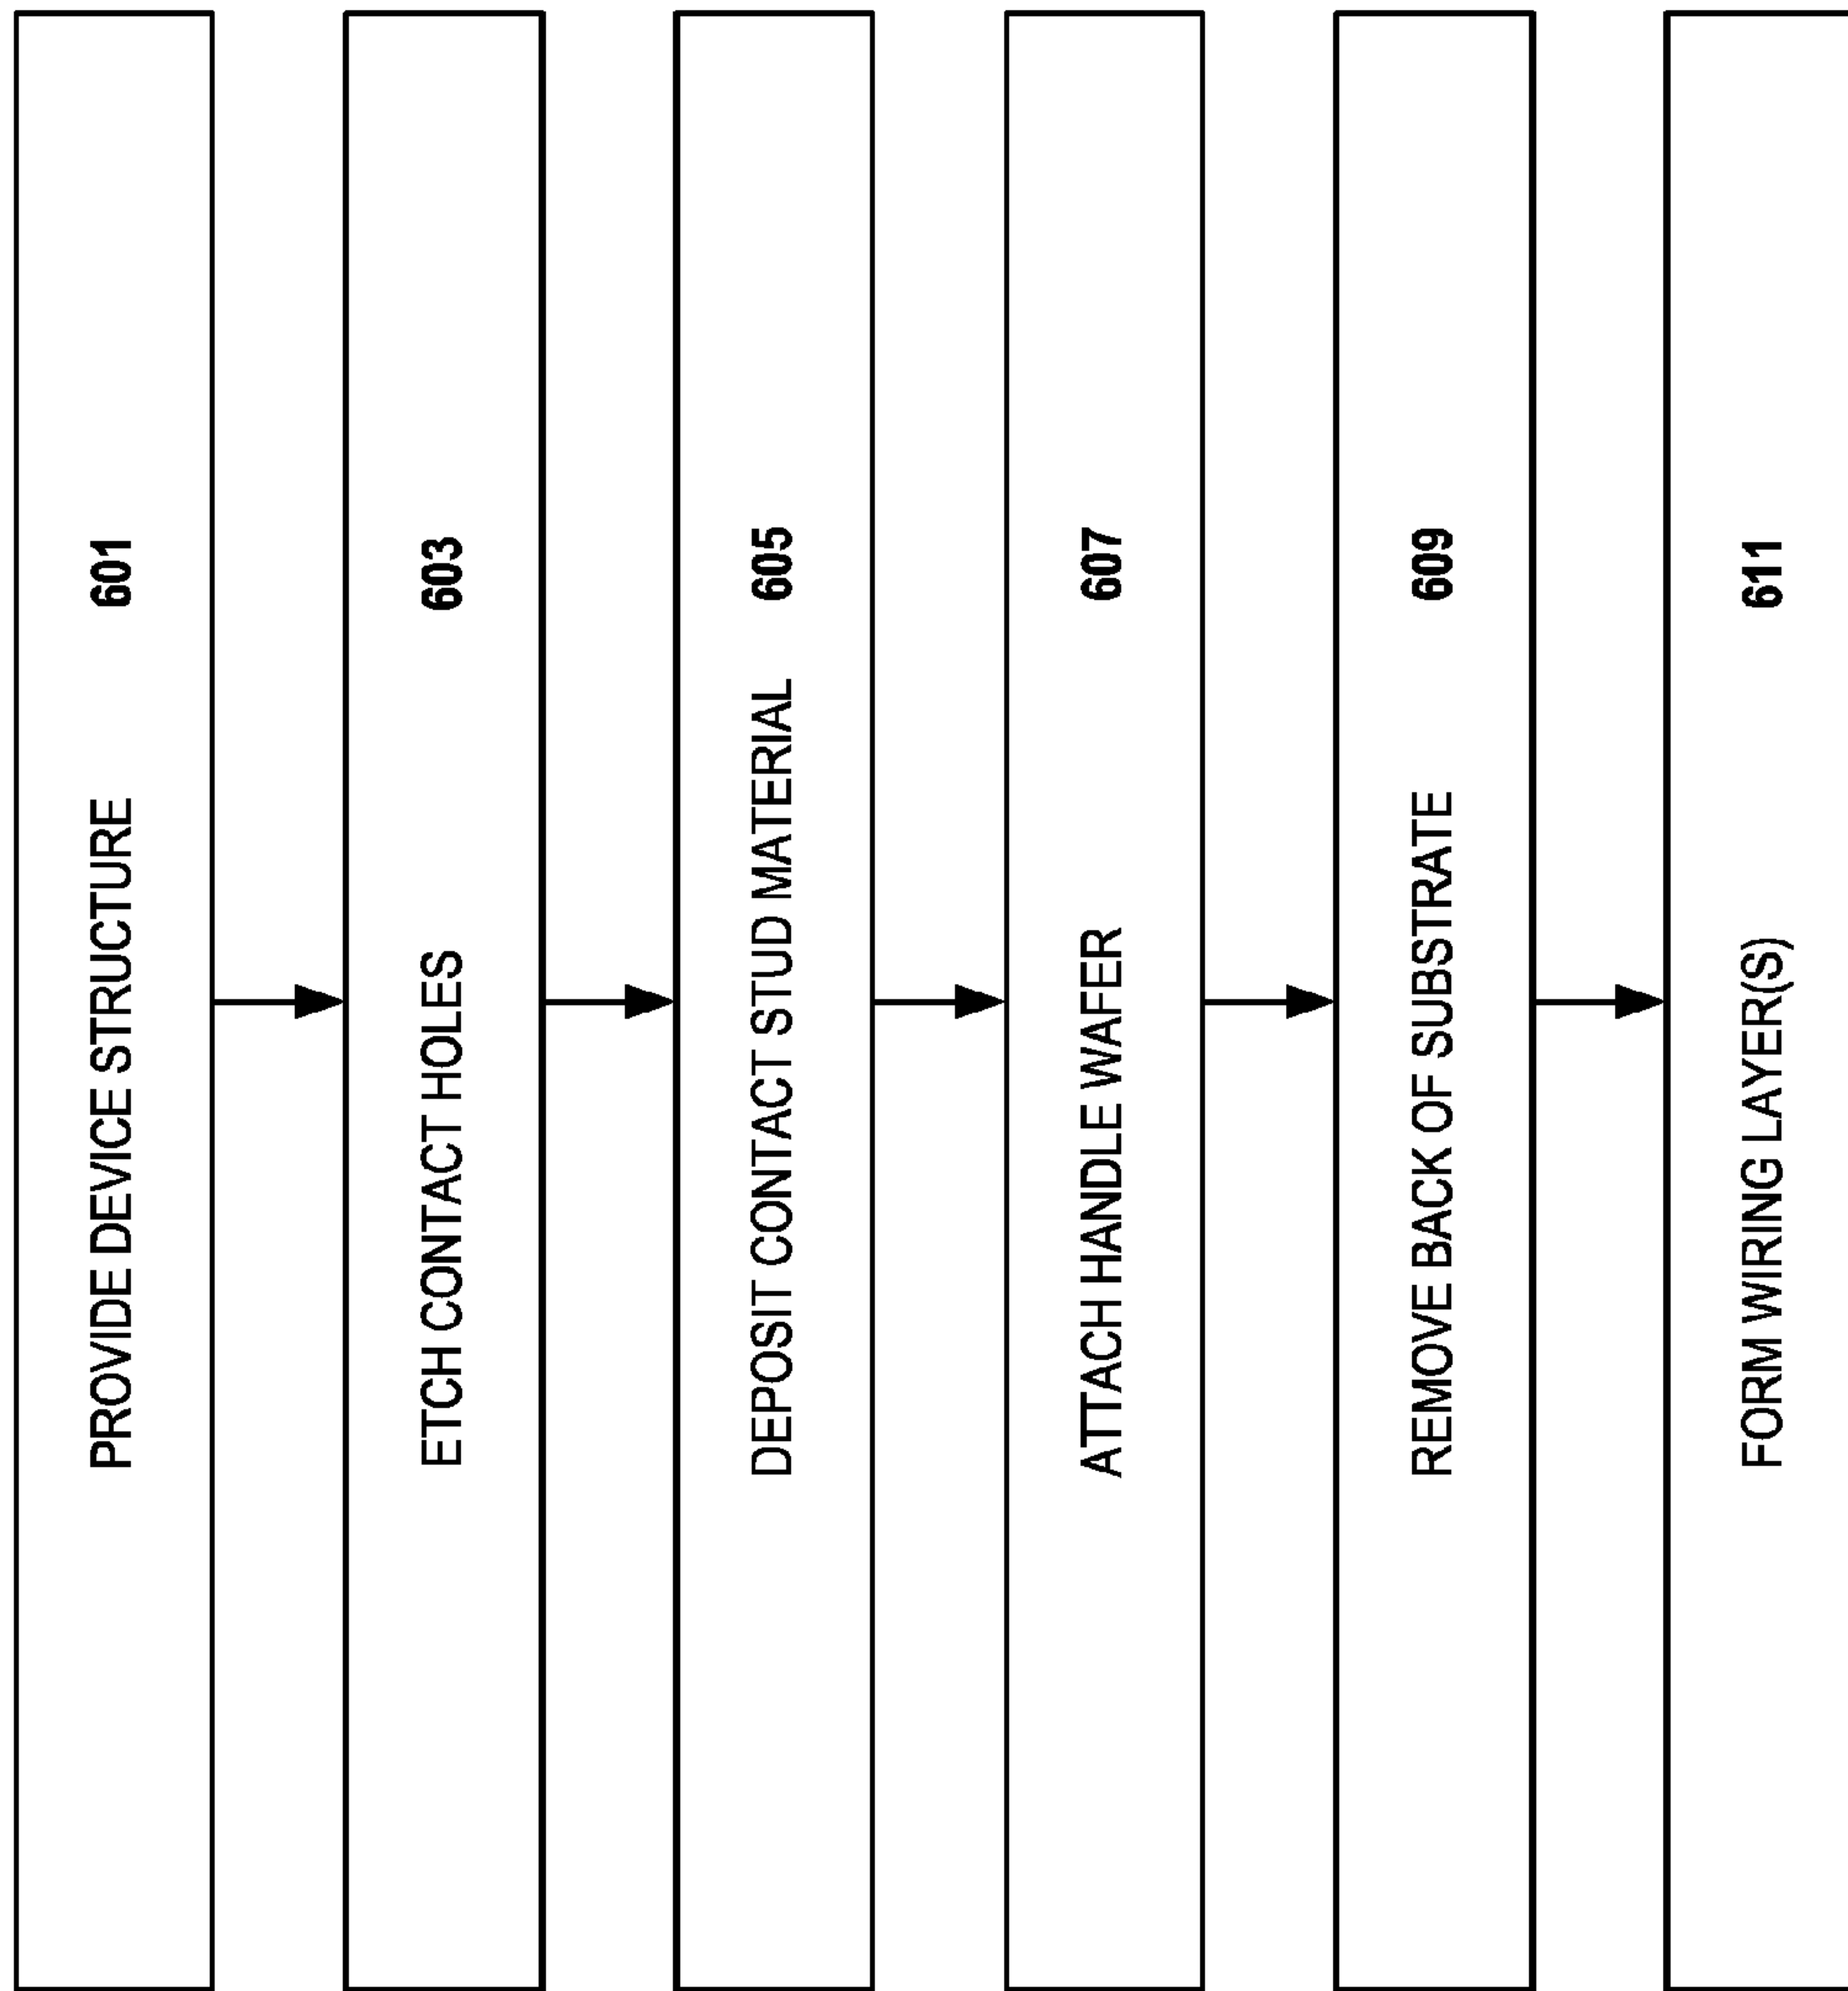 PROVIDE DEVICE STRUCTURE 601
ETCH CONTACT HOLES 603
DEPOSIT CONTACT STUD MATERIAL 605
ATTACH HANDLE WAFER 607
REMOVE BACK OF SUBSTRATE 609
FORM WIRING LAYER(S) 611